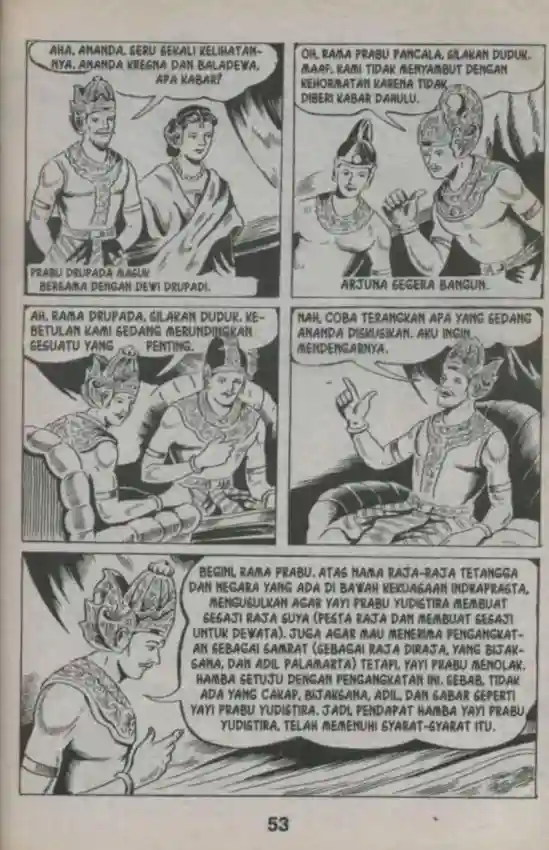 AHA, ANANDA. SERU SEKALI KELIHATAN-
NYA. ANANDA KRESNA DAN BALADEWA,
APA KABAR?
PRABU DRUPADA MASUK
BERSAMA DENGAN DEWI DRUPADI.
OH, RAMA PRABU PANCALA, SILAKAN DUDUK.
MAAF, KAMI TIDAK MENYAMBUT DENGAN
KEHORMATAN KARENA TIDAK
DIBERI KABAR DAHULU.
ARJUNA SEGERA BANGUN.
AH, RAMA DRUPADA, SILAKAN DUDUK. KE-
BETULAN KAMI SEDANG MERUNDINGKAN
SESUATU YANG PENTING.
NAH, COBA TERANGKAN APA YANG SEDANG
ANANDA DISKUSIKAN. AKU INGIN
MENDENGARNYA.
BEGINI, RAMA PRABU. ATAS NAMA RAJA-RAJA TETANGGA
DAN NEGARA YANG ADA DI BAWAH KEKUASAAN INDRAPRASTA,
MENGUSULKAN AGAR YAYI PRABU YUDISTIRA MEMBUAT
SESAJI RAJA SUYA (PESTA RAJA DAN MEMBUAT SESAJI
UNTUK DEWATA). JUGA AGAR MAU MENERIMA PENGANGKAT-
AN SEBAGAI SAMRAT (SEBAGAI RAJA DIRAJA, YANG BIJAK-
SANA, DAN ADIL PALAMARTA) TETAPI, YAYI PRABU MENOLAK.
HAMBA SETUJU DENGAN PENGANGKATAN INI. SEBAB, TIDAK
ADA YANG CAKAP, BIJAKSANA, ADIL, DAN SABAR SEPERTI
YAYI PRABU YUDISTIRA. JADI, PENDAPAT HAMBA YAYI PRABU
YUDISTIRA, TELAH MEMENUHI SYARAT-SYARAT ITU.
53